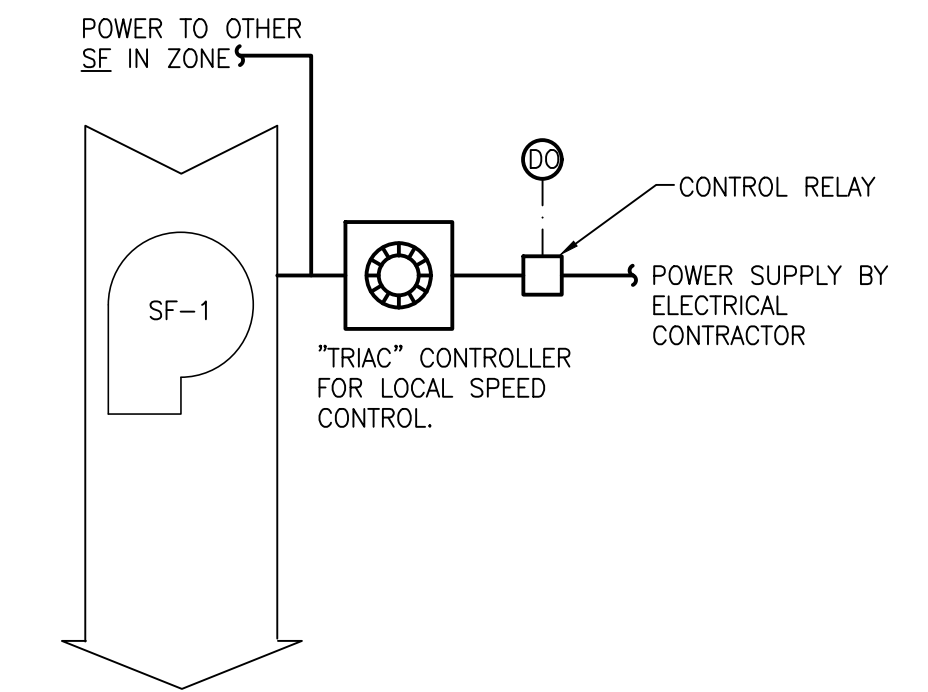 POWER TO OTHER
SF IN ZONE
DO
CONTROL RELAY
SF-1
POWER SUPPLY BY
ELECTRICAL
CONTRACTOR
"TRIAC" CONTROLLER
FOR LOCAL SPEED
CONTROL.